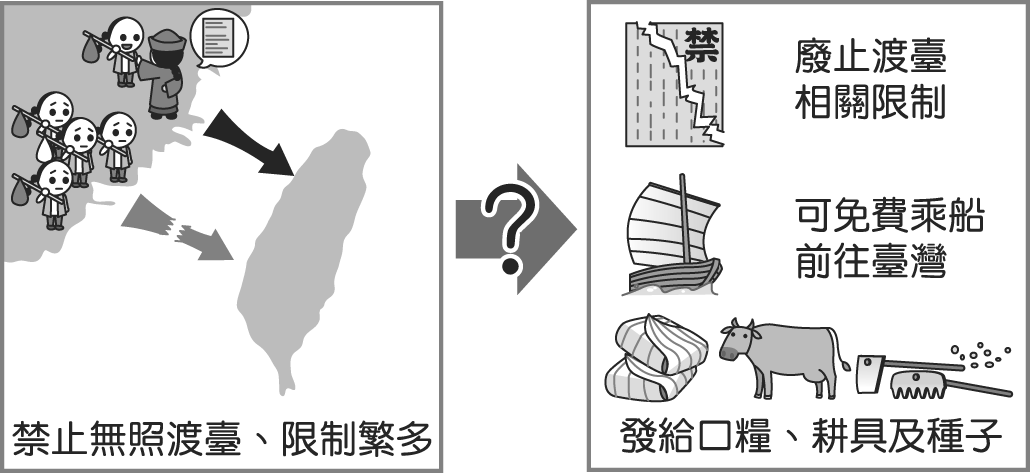 禁止無照渡臺、限制繁多
?
禁
廢止渡臺
相關限制
可免費乘船
前往臺灣
發給口糧、耕具及種子